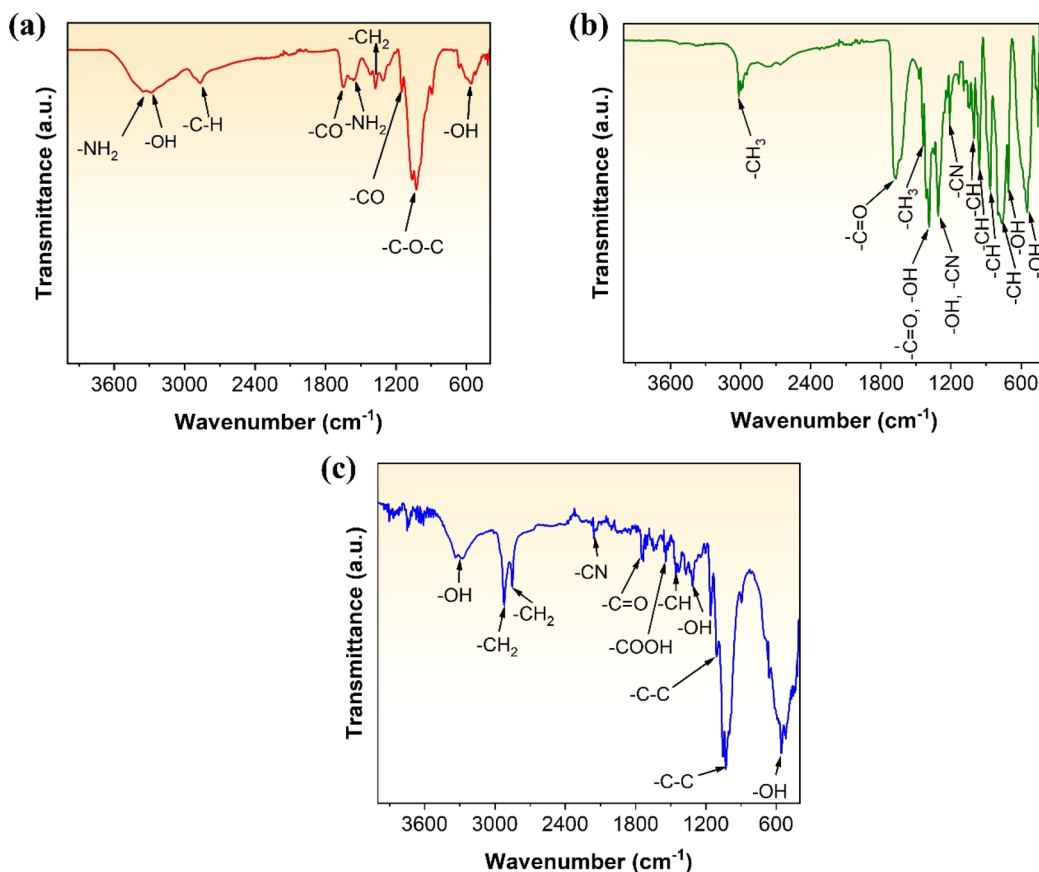 (a)
Transmittance (a.u.)
-CH₂
-NH₂
-OH
-C-H
-CO
-NH₂
-CO
-C-O-C
-OH
3600 3000 2400 1800 1200 600
Wavenumber (cm⁻¹)
(b)
Transmittance (a.u.)
-CH₃
-C=O
-CH₃
-C=O, -OH
-OH, -CN
-CN
-CH
-CH
-CH
-CH
-OH
-OH
3600 3000 2400 1800 1200 600
Wavenumber (cm⁻¹)
(c)
Transmittance (a.u.)
-OH
-CH₂
-CH₂
-CN
-C=O
-COOH
-CH
-OH
-C-C
-C-C
-OH
3600 3000 2400 1800 1200 600
Wavenumber (cm⁻¹)